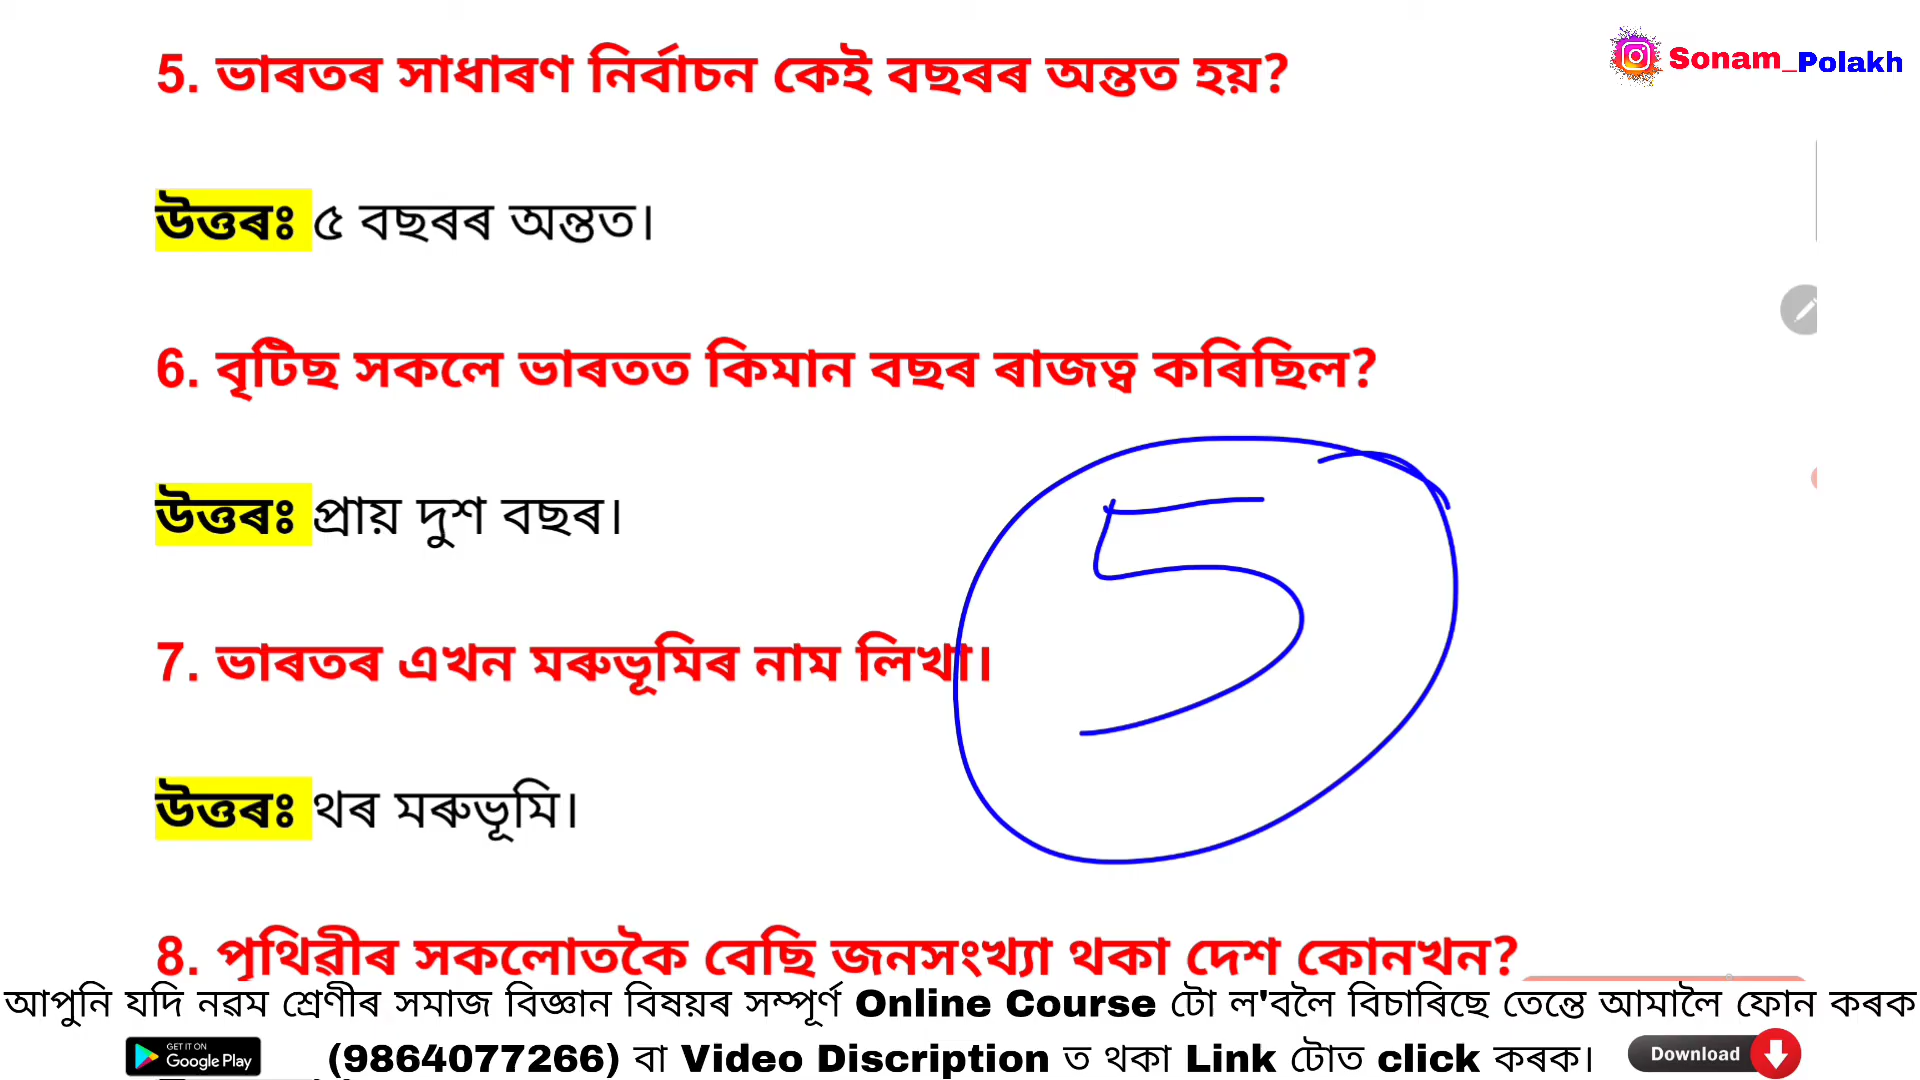 5. ভাৰতৰ সাধাৰণ নিৰ্বাচন কেই বছৰৰ অন্তত হয়?
Sonam_Polakh
উত্তৰঃ ৫ বছৰৰ অন্তত।
6. বৃটিছ সকলে ভাৰতত কিমান বছৰ ৰাজত্ব কৰিছিল?
উত্তৰঃ প্ৰায় দুশ বছৰ।
5
7. ভাৰতৰ এখন মৰুভূমিৰ নাম লিখা।
উত্তৰঃ থৰ মৰুভূমি।
8. পৃথিৱীৰ সকলোতকৈ বেছি জনসংখ্যা থকা দেশ কোনখন?
আপুনি যদি নৱম শ্ৰেণীৰ সমাজ বিজ্ঞান বিষয়ৰ সম্পূৰ্ণ Online Course টো ল'বলৈ বিচাৰিছে তেন্তে আমালৈ ফোন কৰক
GET IT ON
Google Play
(9864077266) বা Video Discription ত থকা Link টোত click কৰক।
Download